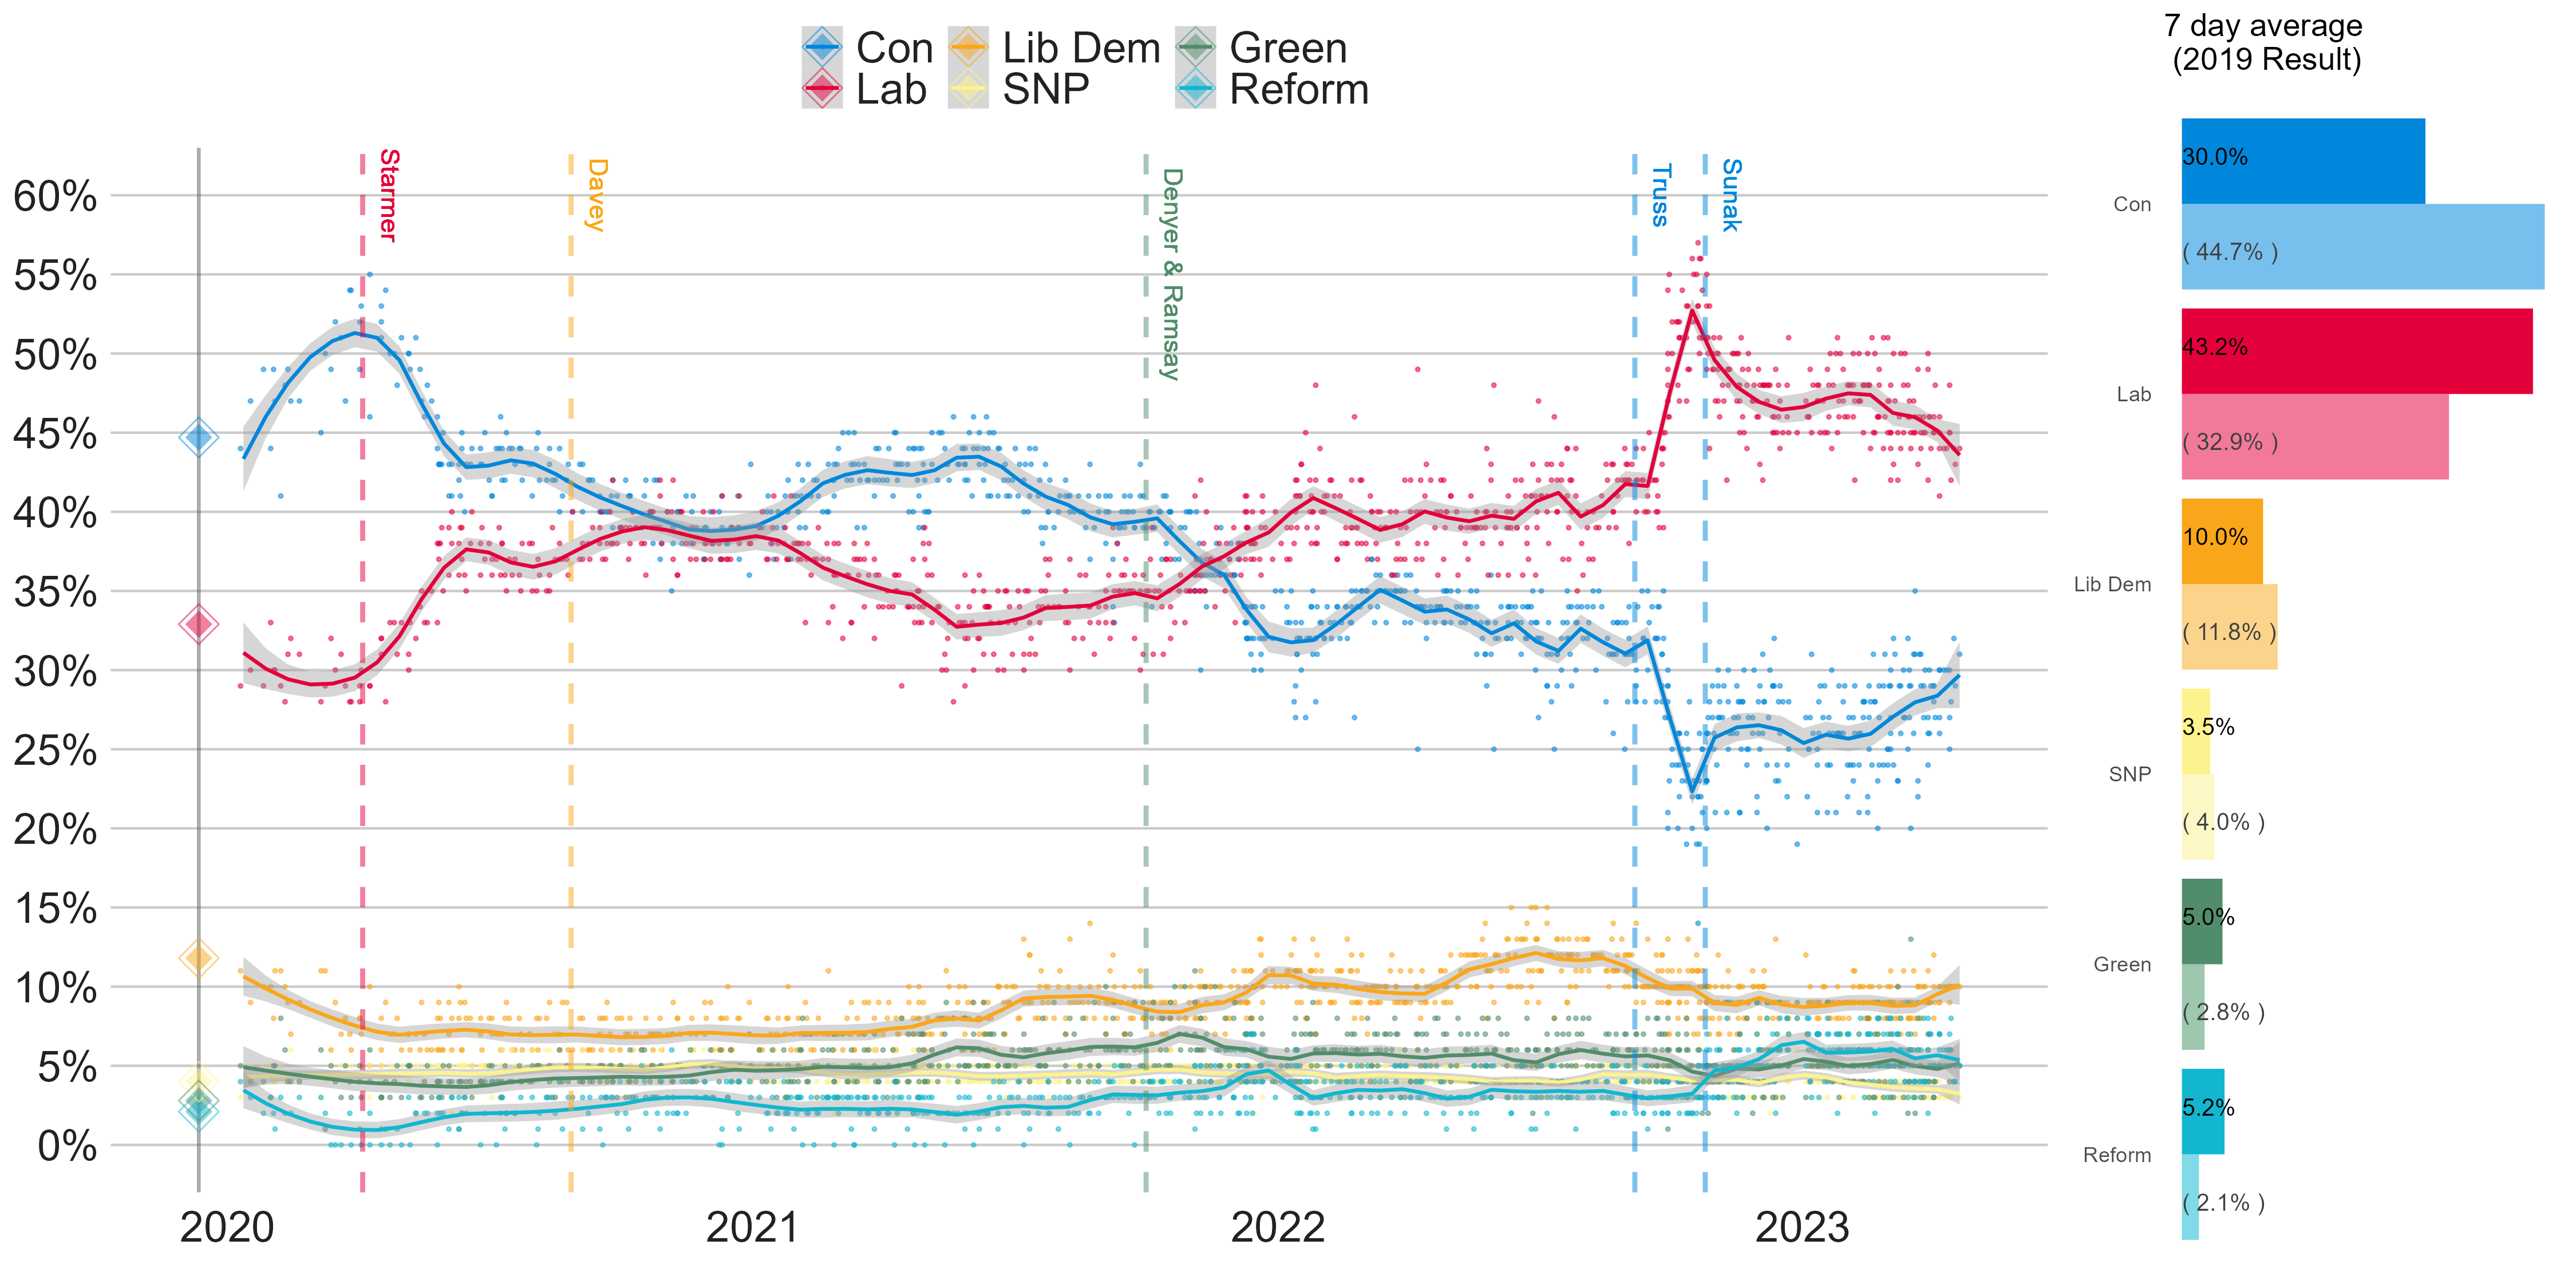 Con Lib Dem Green
Lab SNP Reform
7 day average
(2019 Result)
Starmer
Davey
Denyer & Ramsay
Truss
Sunak
60%
55%
50%
45%
40%
35%
30%
25%
20%
15%
10%
5%
0%
2020 2021 2022 2023
Con
30.0%
( 44.7% )
Lab
43.2%
( 32.9% )
Lib Dem
10.0%
( 11.8% )
SNP
3.5%
( 4.0% )
Green
5.0%
( 2.8% )
Reform
5.2%
( 2.1% )